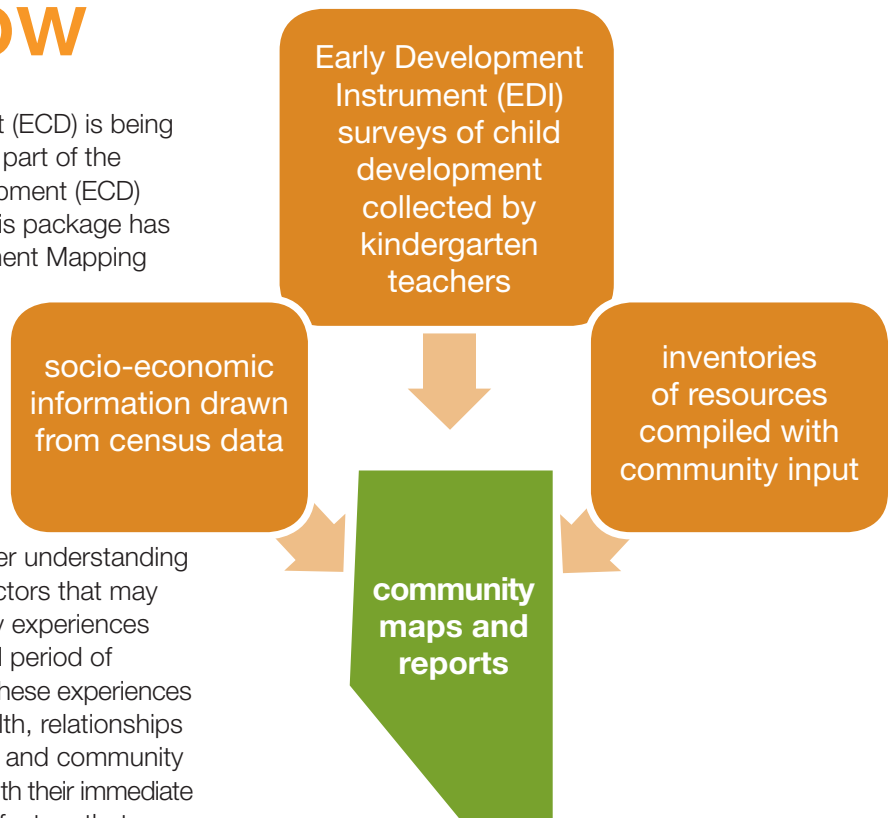 ow
t (ECD) is being
part of the
pment (ECD)
is package has
ent Mapping
Early Development
Instrument (EDI)
surveys of child
development
collected by
kindergarten
teachers
socio-economic
information drawn
from census data
inventories
of resources
compiled with
community input
community
maps and
reports
er understanding
ctors that may
y experiences
period of
hese experiences
lth, relationships
and community
th their immediate